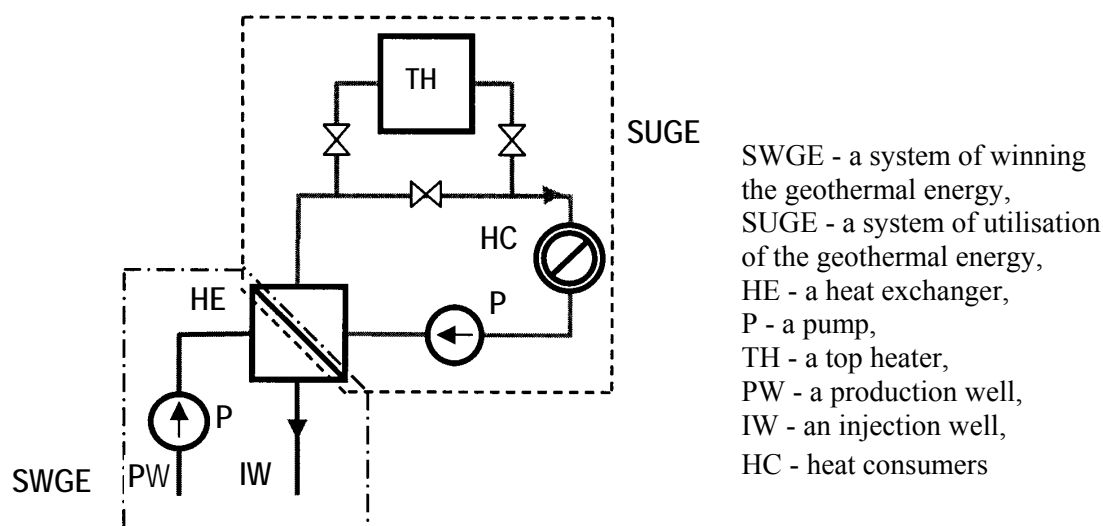 TH
SUGE
HC
HE
P
P
SWGE
PW
IW
SWGE - a system of winning
the geothermal energy,
SUGE - a system of utilisation
of the geothermal energy,
HE - a heat exchanger,
P - a pump,
TH - a top heater,
PW - a production well,
IW - an injection well,
HC - heat consumers